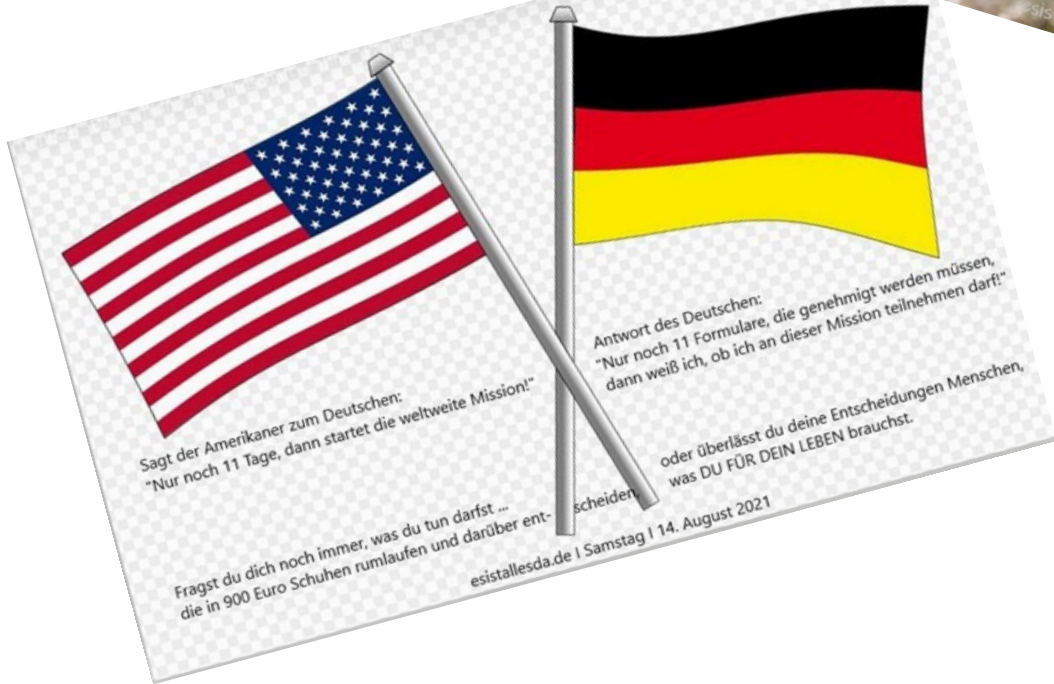 Sagt der Amerikaner zum Deutschen:
"Nur noch 11 Tage, dann startet die weltweite Mission!"
Antwort des Deutschen:
"Nur noch 11 Formulare, die genehmigt werden müssen,
dann weiß ich, ob ich an dieser Mission teilnehmen darf!"
Fragst du dich noch immer, was du tun darfst ... oder überlässt du deine Entscheidungen Menschen,
die in 900 Euro Schuhen rumlaufen und darüber ent- scheiden, was DU FÜR DEIN LEBEN brauchst.
esistallesda.de I Samstag I 14. August 2021